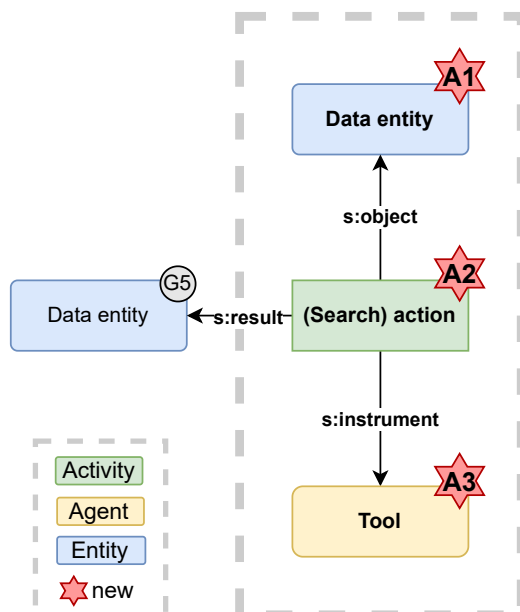 A1
Data entity
s:object
G5
A2
Data entity
s:result
(Search) action
s:instrument
A3
Tool
Activity
Agent
Entity
new